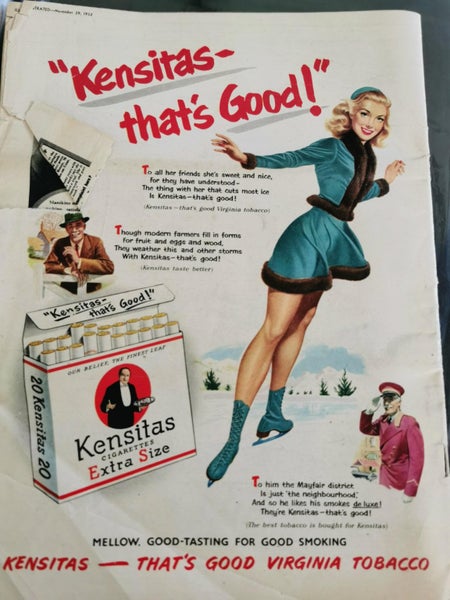 November 29, 1952
"Kensitas-
that's Good!"
To all her friends she's sweet and nice,
for they have understood-
The thing with her that cuts most ice
Is Kensitas-that's good!
(Kensitas-that's good Virginia tobacco)
Though modern farmers fill in forms
For fruit and eggs and wood,
They weather this and other storms
With Kensitas-that's good!
(Kensitas taste better)
"Kensitas-
that's Good!"
OUR BELIEF THE FINEST LEAF
20 Kensitas 20
Kensitas
CIGARETTES
Extra Size
To him the Mayfair district
Is just 'the neighbourhood,'
And so he likes his smokes de luxe!
They're Kensitas-that's good!
(The best tobacco is bought for Kensitas)
MELLOW. GOOD-TASTING FOR GOOD SMOKING
KENSITAS — THAT'S GOOD VIRGINIA TOBACCO